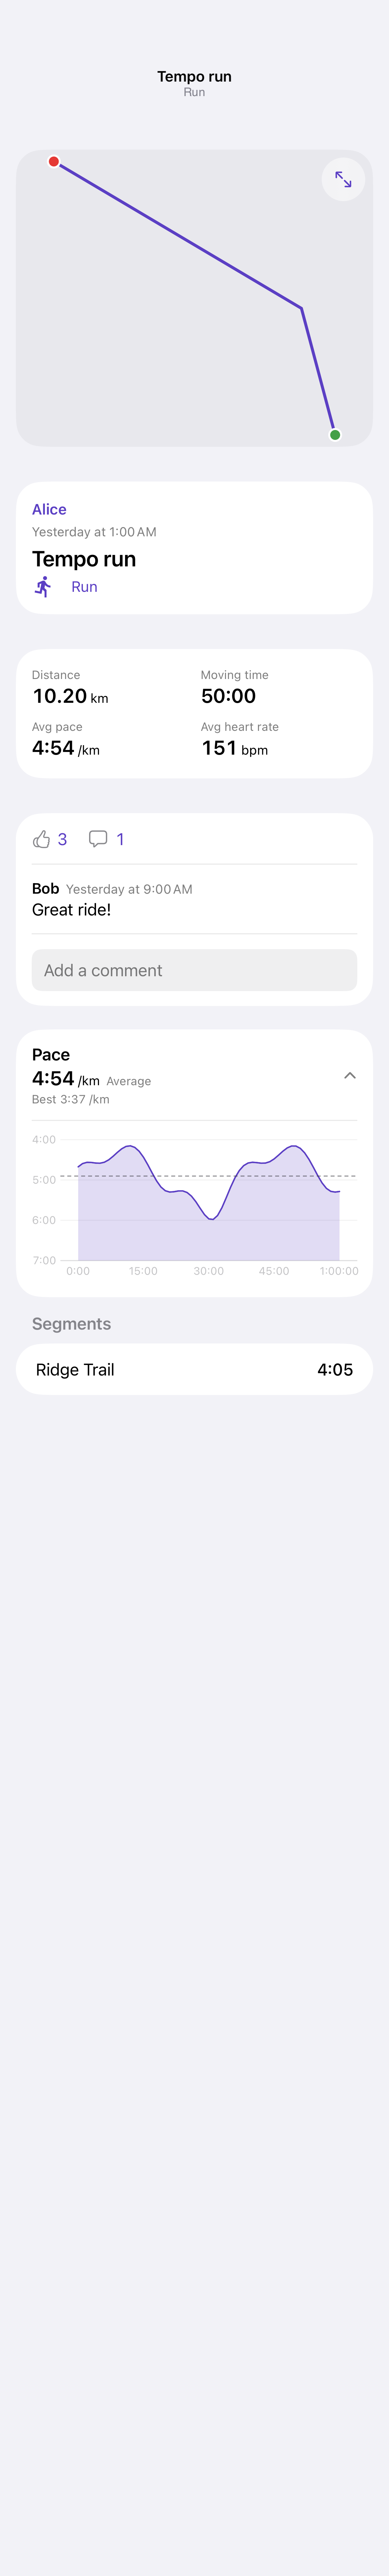 Tempo run
Run
Alice
Yesterday at 1:00 AM
Tempo run
Run
Distance
10.20 km
Moving time
50:00
Avg pace
4:54 /km
Avg heart rate
151 bpm
3
1
Bob Yesterday at 9:00 AM
Great ride!
Add a comment
Pace
4:54 /km Average
Best 3:37 /km
4:00
5:00
6:00
7:00
0:00 15:00 30:00 45:00 1:00:00
Segments
Ridge Trail 4:05